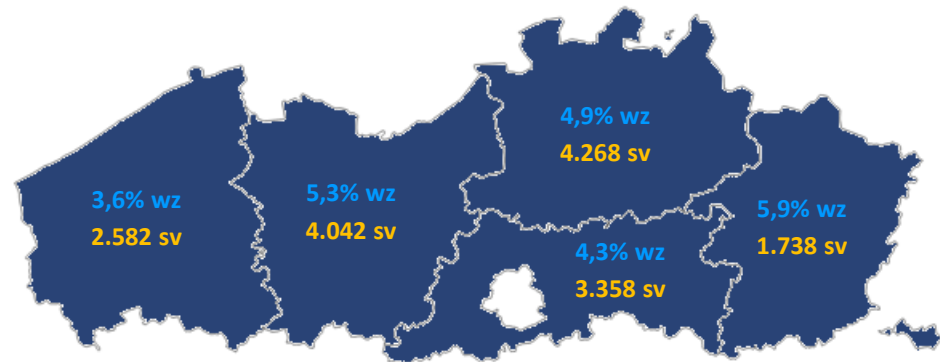 3,6% wz
2.582 sv
5,3% wz
4.042 sv
4,9% wz
4.268 sv
4,3% wz
3.358 sv
5,9% wz
1.738 sv